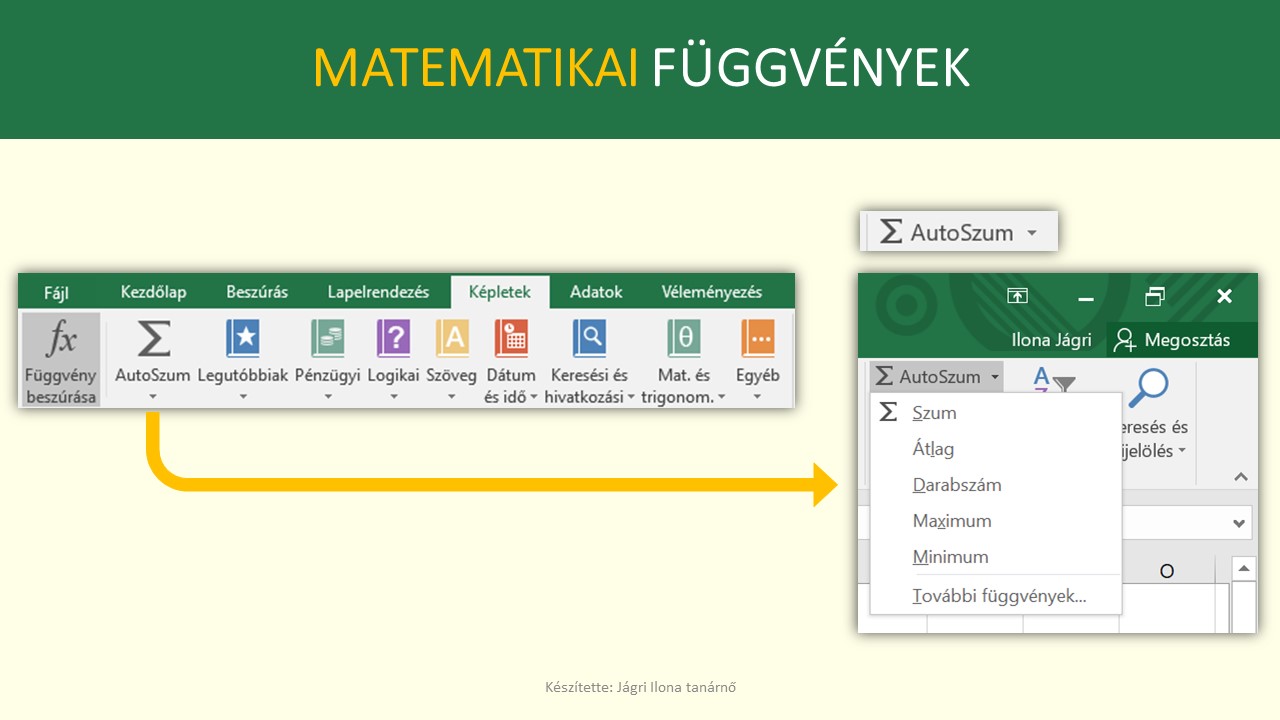 MATEMATIKAI FÜGGVÉNYEK
Σ AutoSzum
Fájl Kezdőlap Beszúrás Lapelrendezés Képletek Adatok Véleményezés
fx Σ ? A θ
Függvény beszúrása
AutoSzum
Legutóbbiak
Pénzügyi
Logikai
Szöveg
Dátum és idő
Keresési és hivatkozási
Mat. és trigonom.
Egyéb
Ilona Jágri Megosztás
Σ AutoSzum
A
Σ Szum
Átlag
Darabszám
Maximum
Minimum
További függvények...
eresés és
ijelölés
O
Készítette: Jágri Ilona tanárnő